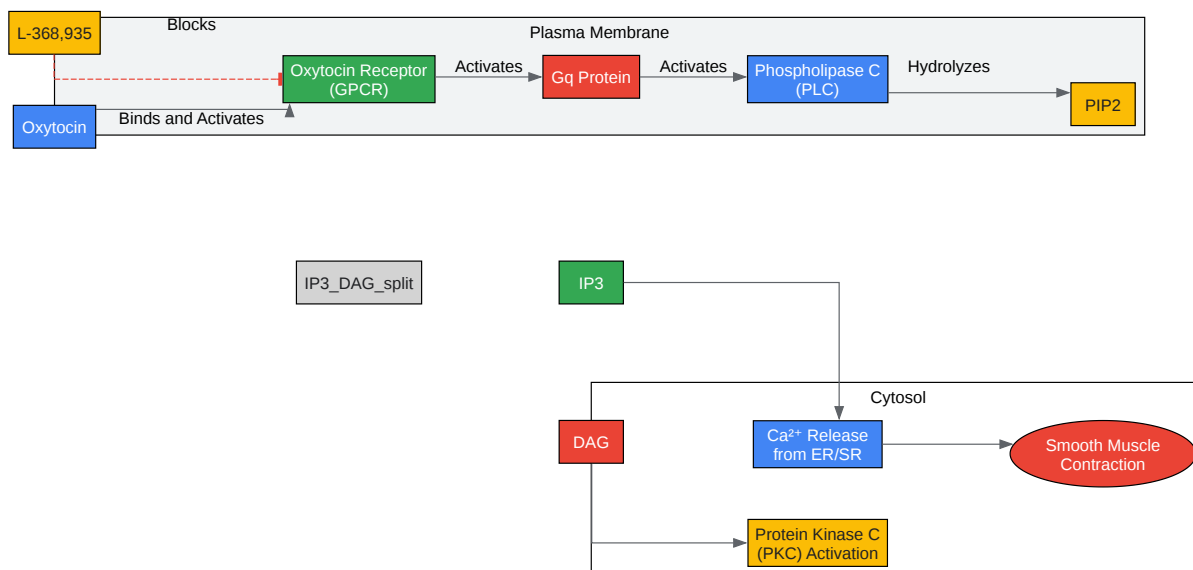 L-368,935
Blocks
Plasma Membrane
Oxytocin Receptor
(GPCR)
Activates
Gq Protein
Activates
Phospholipase C
(PLC)
Hydrolyzes
PIP2
Oxytocin
Binds and Activates
IP3_DAG_split
IP3
Cytosol
DAG
Ca²⁺ Release
from ER/SR
Smooth Muscle
Contraction
Protein Kinase C
(PKC) Activation